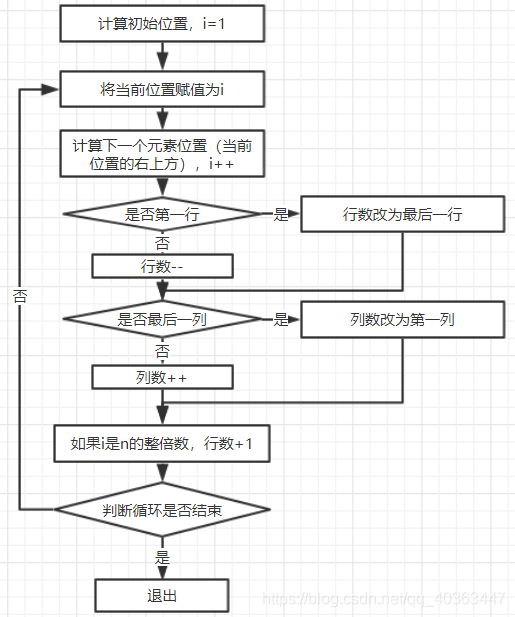 计算初始位置，i=1
将当前位置赋值为i
计算下一个元素位置（当前
位置的右上方），i++
是否第一行
是
行数改为最后一行
否
行数--
是否最后一列
是
列数改为第一列
否
否
列数++
如果i是n的整倍数，行数+1
判断循环是否结束
是
退出
https://blog.csdn.net/qq_40363447